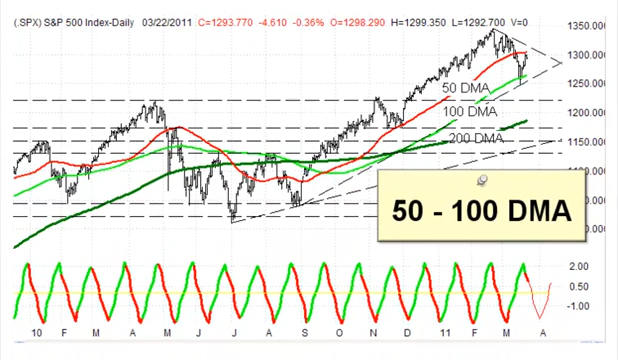 (.SPX) S&P 500 Index-Daily 03/22/2011 C=1293.770 -4.610 -0.36% O=1298.290 H=1299.350 L=1292.700 V=0
1350.000
1300.000
1250.000
50 DMA
100 DMA
1200.000
200 DMA
1150.000
50 - 100 DMA
2.00
0.50
-1.00
10 F M A M J J A S O N D 11 F M A